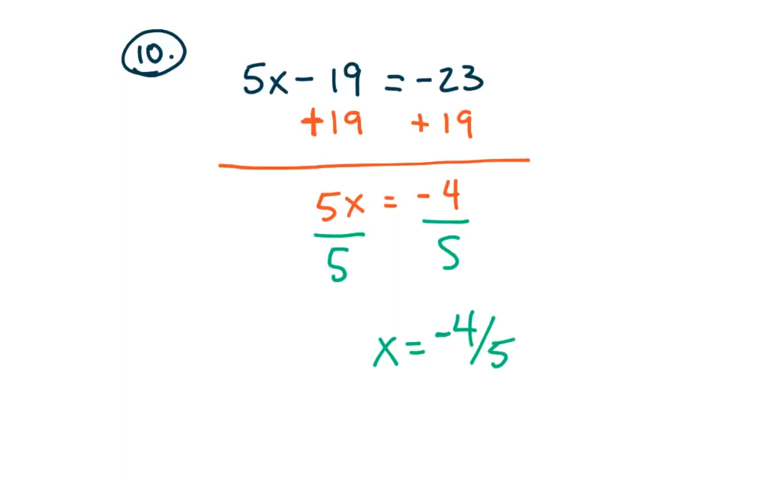 10.
5x - 19 = -23
+19 +19
5x = -4
5 5
x = -4/5